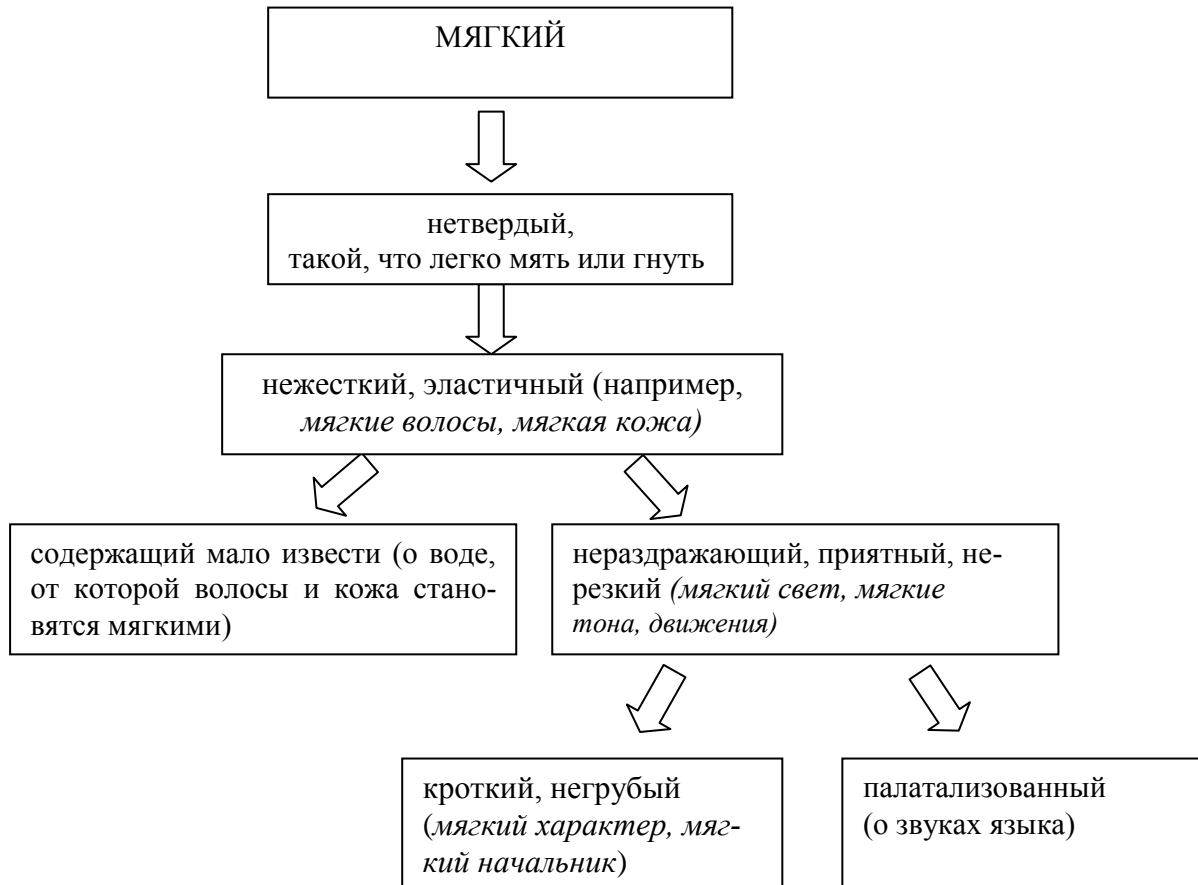 МЯГКИЙ
нетвердый,
такой, что легко мять или гнуть
нежесткий, эластичный (например,
мягкие волосы, мягкая кожа)
содержащий мало извести (о воде,
от которой волосы и кожа стано-
вятся мягкими)
нераздражающий, приятный, не-
резкий (мягкий свет, мягкие
тона, движения)
кроткий, негрубый
(мягкий характер, мяг-
кий начальник)
палатализованный
(о звуках языка)